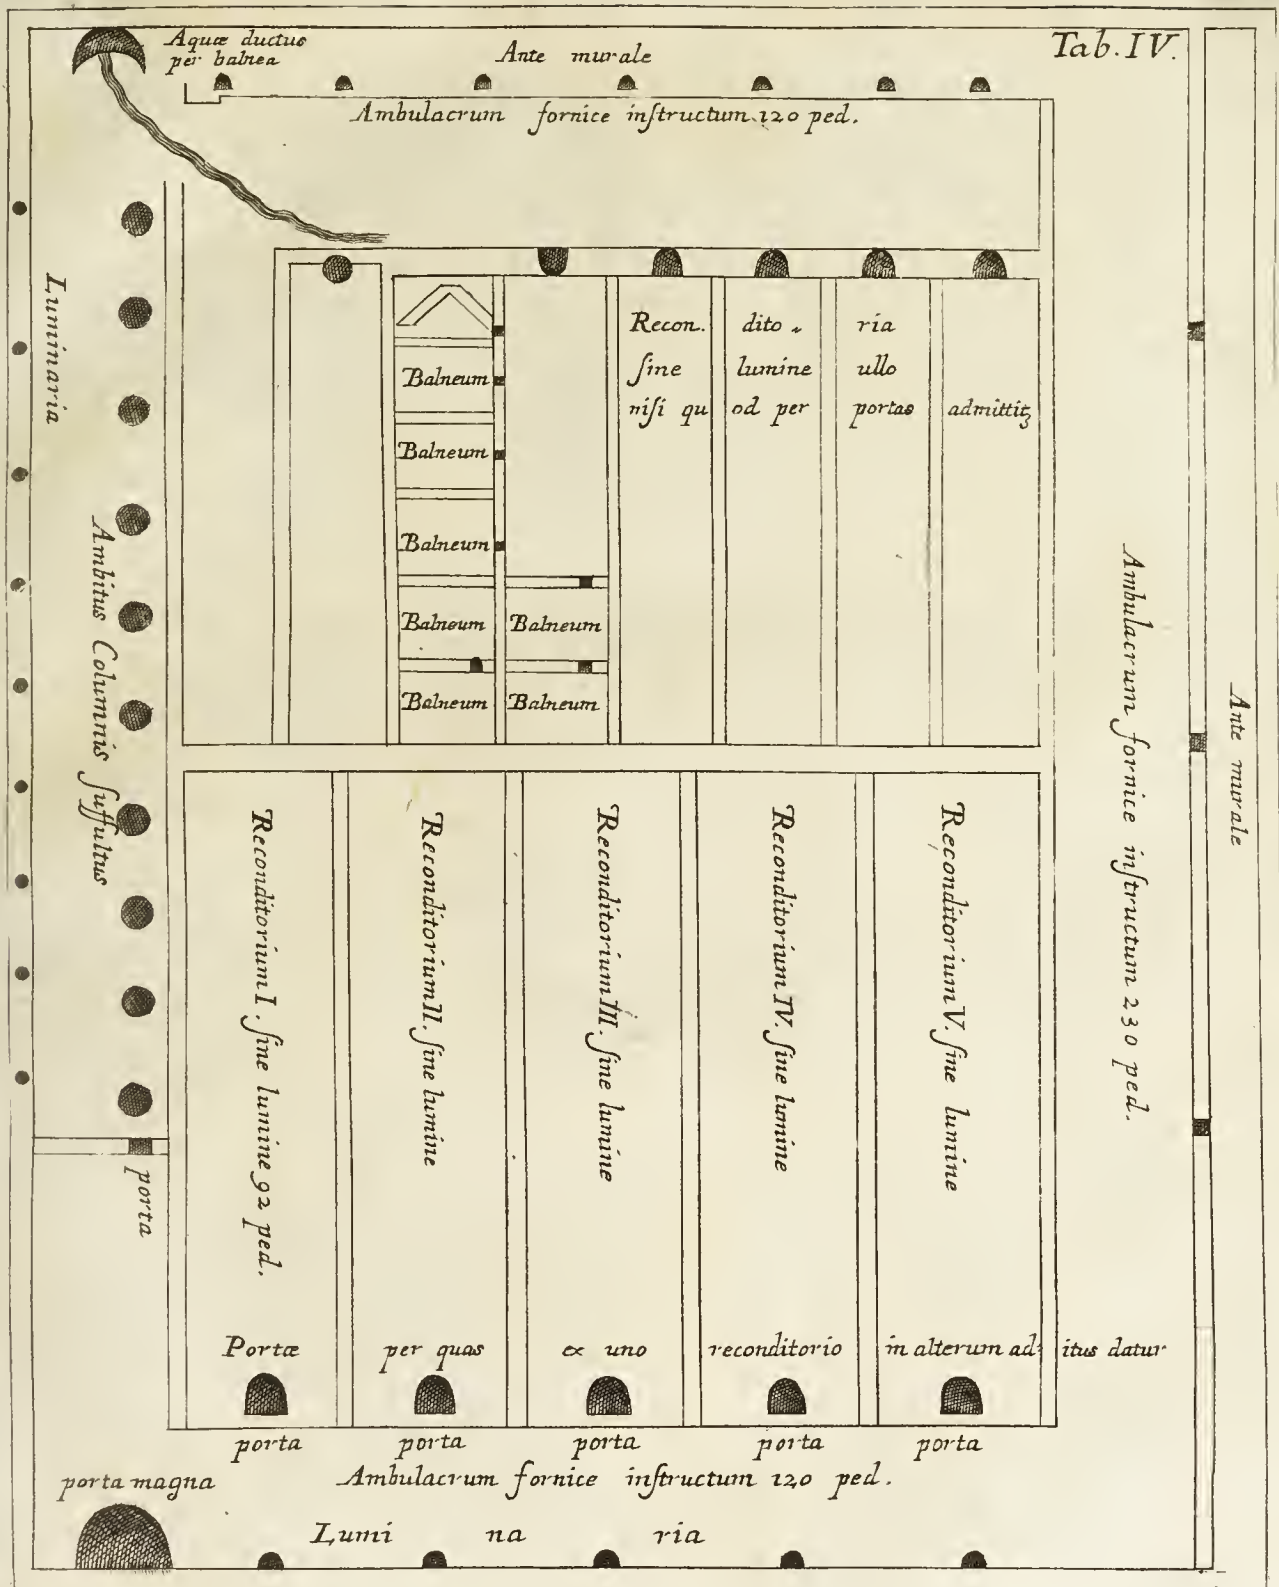 Tab. IV.
Aquæ ductus
per balnea
Ante murale
Ambulacrum fornice inſtructum 120 ped.
Luminaria
Ambitus Columnis ſuffultus
porta
Recon. dito„ ria
ſine lumine ullo
niſi qu od per portas admittitʒ
Balneum
Balneum
Balneum
Balneum Balneum
Balneum Balneum
Ambulacrum fornice inſtructum 230 ped.
Ante murale
Reconditorium I. ſine lumine 92 ped.
Reconditorium II. ſine lumine
Reconditorium III. ſine lumine
Reconditorium IV. ſine lumine
Reconditorium V. ſine lumine
Portæ per quas ex uno reconditorio in alterum ad: itus datur
porta porta porta porta porta
porta magna
Ambulacrum fornice inſtructum 120 ped.
Lumi na ria